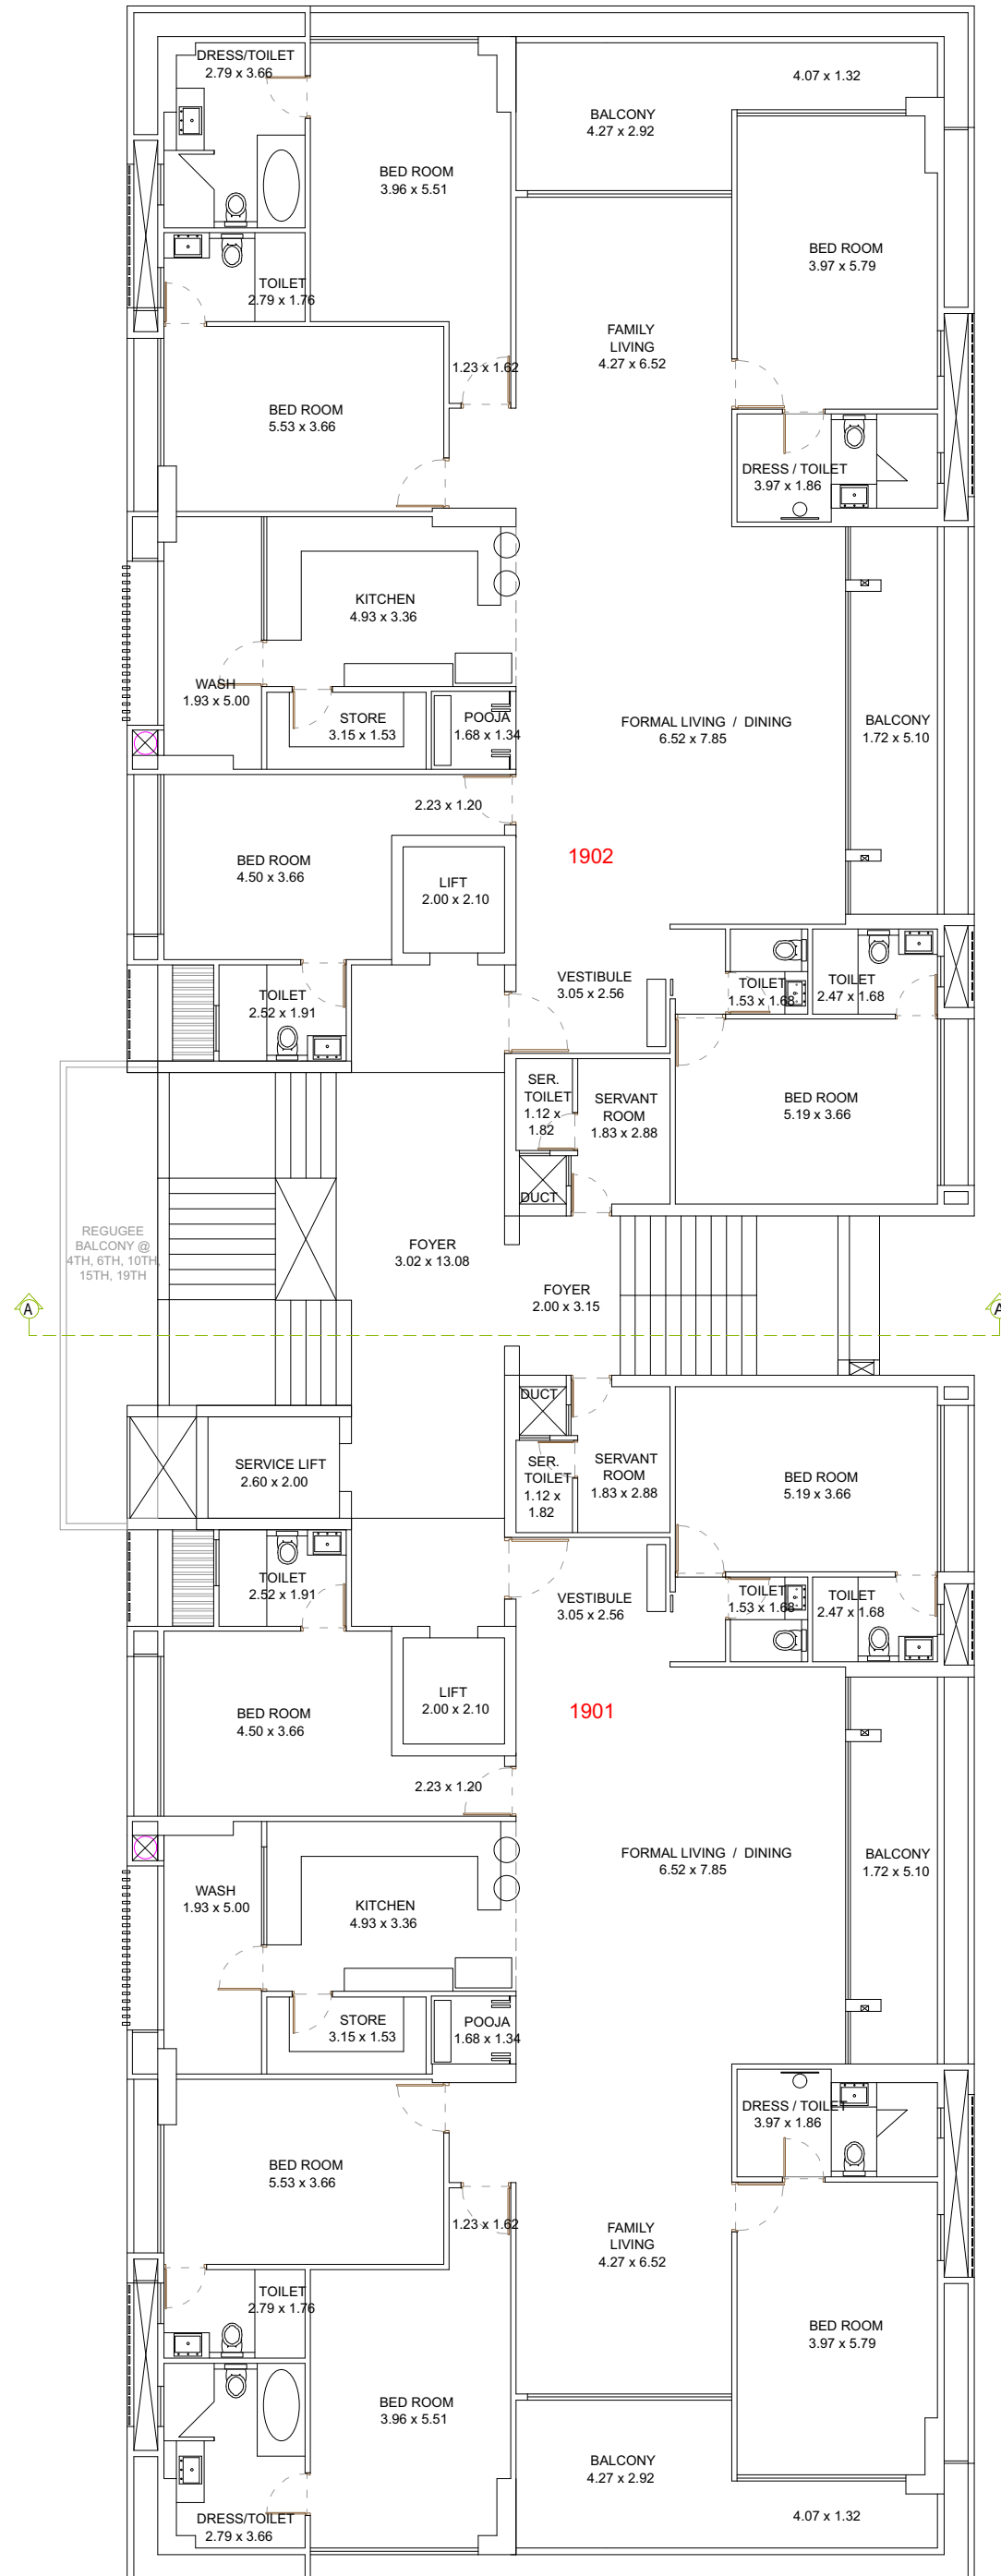 DRESS/TOILET
2.79 x 3.66
4.07 x 1.32
BALCONY
4.27 x 2.92
BED ROOM
3.96 x 5.51
BED ROOM
3.97 x 5.79
TOILET
2.79 x 1.76
FAMILY
LIVING
4.27 x 6.52
1.23 x 1.62
BED ROOM
5.53 x 3.66
DRESS / TOILET
3.97 x 1.86
KITCHEN
4.93 x 3.36
WASH
1.93 x 5.00
STORE
3.15 x 1.53
POOJA
1.68 x 1.34
FORMAL LIVING / DINING
6.52 x 7.85
BALCONY
1.72 x 5.10
2.23 x 1.20
1902
BED ROOM
4.50 x 3.66
LIFT
2.00 x 2.10
VESTIBULE
3.05 x 2.56
TOILET
1.53 x 1.68
TOILET
2.47 x 1.68
TOILET
2.52 x 1.91
SER.
TOILET
1.12 x
1.82
SERVANT
ROOM
1.83 x 2.88
BED ROOM
5.19 x 3.66
DUCT
REGUGEE
BALCONY @
4TH, 6TH, 10TH,
15TH, 19TH
FOYER
3.02 x 13.08
FOYER
2.00 x 3.15
A
A
DUCT
SERVICE LIFT
2.60 x 2.00
SER.
TOILET
1.12 x
1.82
SERVANT
ROOM
1.83 x 2.88
BED ROOM
5.19 x 3.66
TOILET
2.52 x 1.91
VESTIBULE
3.05 x 2.56
TOILET
1.53 x 1.68
TOILET
2.47 x 1.68
BED ROOM
4.50 x 3.66
LIFT
2.00 x 2.10
1901
2.23 x 1.20
FORMAL LIVING / DINING
6.52 x 7.85
BALCONY
1.72 x 5.10
WASH
1.93 x 5.00
KITCHEN
4.93 x 3.36
STORE
3.15 x 1.53
POOJA
1.68 x 1.34
DRESS / TOILET
3.97 x 1.86
BED ROOM
5.53 x 3.66
1.23 x 1.62
FAMILY
LIVING
4.27 x 6.52
TOILET
2.79 x 1.76
BED ROOM
3.97 x 5.79
BED ROOM
3.96 x 5.51
BALCONY
4.27 x 2.92
4.07 x 1.32
DRESS/TOILET
2.79 x 3.66